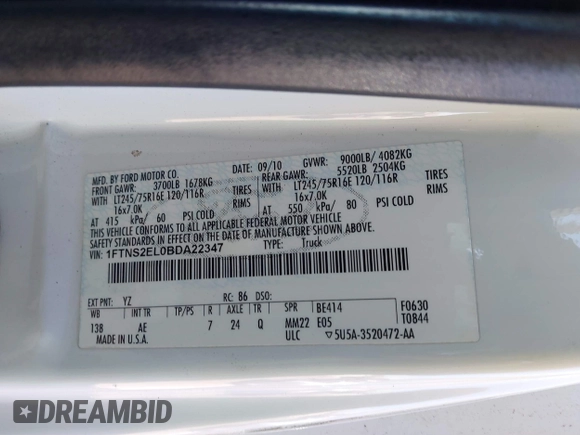 MFD. BY FORD MOTOR CO.
DATE: 09/10 GVWR: 9000LB/ 4082KG
FRONT GAWR: 3700LB 1678KG REAR GAWR: 5520LB 2504KG
WITH LT245/75R16E 120/116R TIRES WITH LT245/75R16E 120/116R TIRES
16x7.0K RIMS 16x7.0K RIMS
AT 415 kPa/ 60 PSI COLD AT 550 kPa/ 80 PSI COLD
THIS VEHICLE CONFORMS TO ALL APPLICABLE FEDERAL MOTOR VEHICLE
SAFETY AND THEFT PREVENTION STANDARDS IN EFFECT ON THE DATE OF MANUFACTURE SHOWN ABOVE.
VIN: 1FTNS2EL0BDA22347 TYPE: Truck
EXT PNT: YZ RC: 86 DSO:
WB INT TR TP/PS R AXLE TR SPR BE414 F0630
138 AE 7 24 Q MM22 E05 T0844
MADE IN U.S.A. ULC ▽5U5A-3520472-AA
DREAMBID